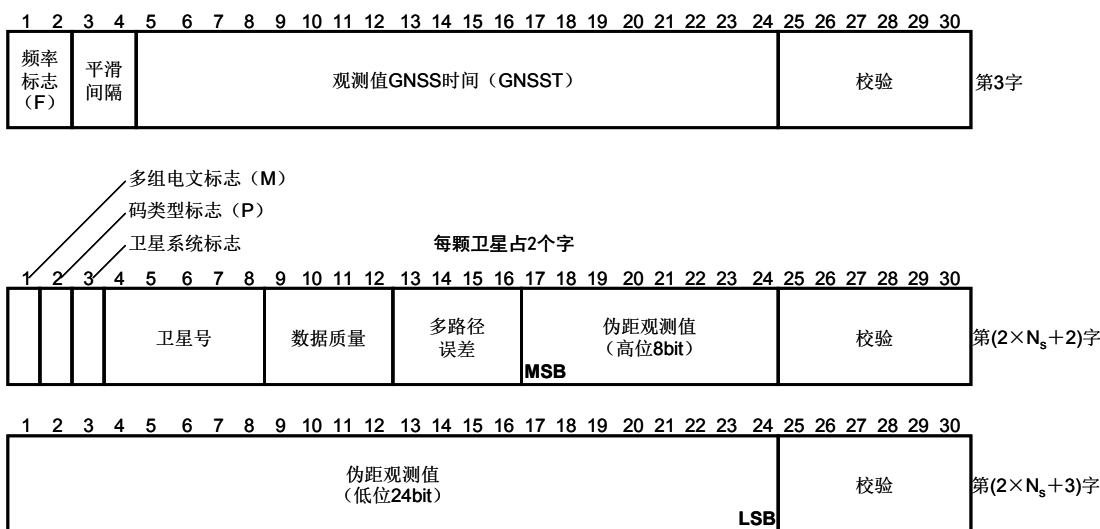 1 2 3 4 5 6 7 8 9 10 11 12 13 14 15 16 17 18 19 20 21 22 23 24 25 26 27 28 29 30
频率
标志
（F）
平滑
间隔
观测值GNSS时间（GNSST）
校验
第3字
多组电文标志（M）
码类型标志（P）
卫星系统标志
每颗卫星占2个字
1 2 3 4 5 6 7 8 9 10 11 12 13 14 15 16 17 18 19 20 21 22 23 24 25 26 27 28 29 30
卫星号
数据质量
多路径
误差
伪距观测值
（高位8bit）
MSB
校验
第(2×Ns＋2)字
1 2 3 4 5 6 7 8 9 10 11 12 13 14 15 16 17 18 19 20 21 22 23 24 25 26 27 28 29 30
伪距观测值
（低位24bit）
LSB
校验
第(2×Ns＋3)字